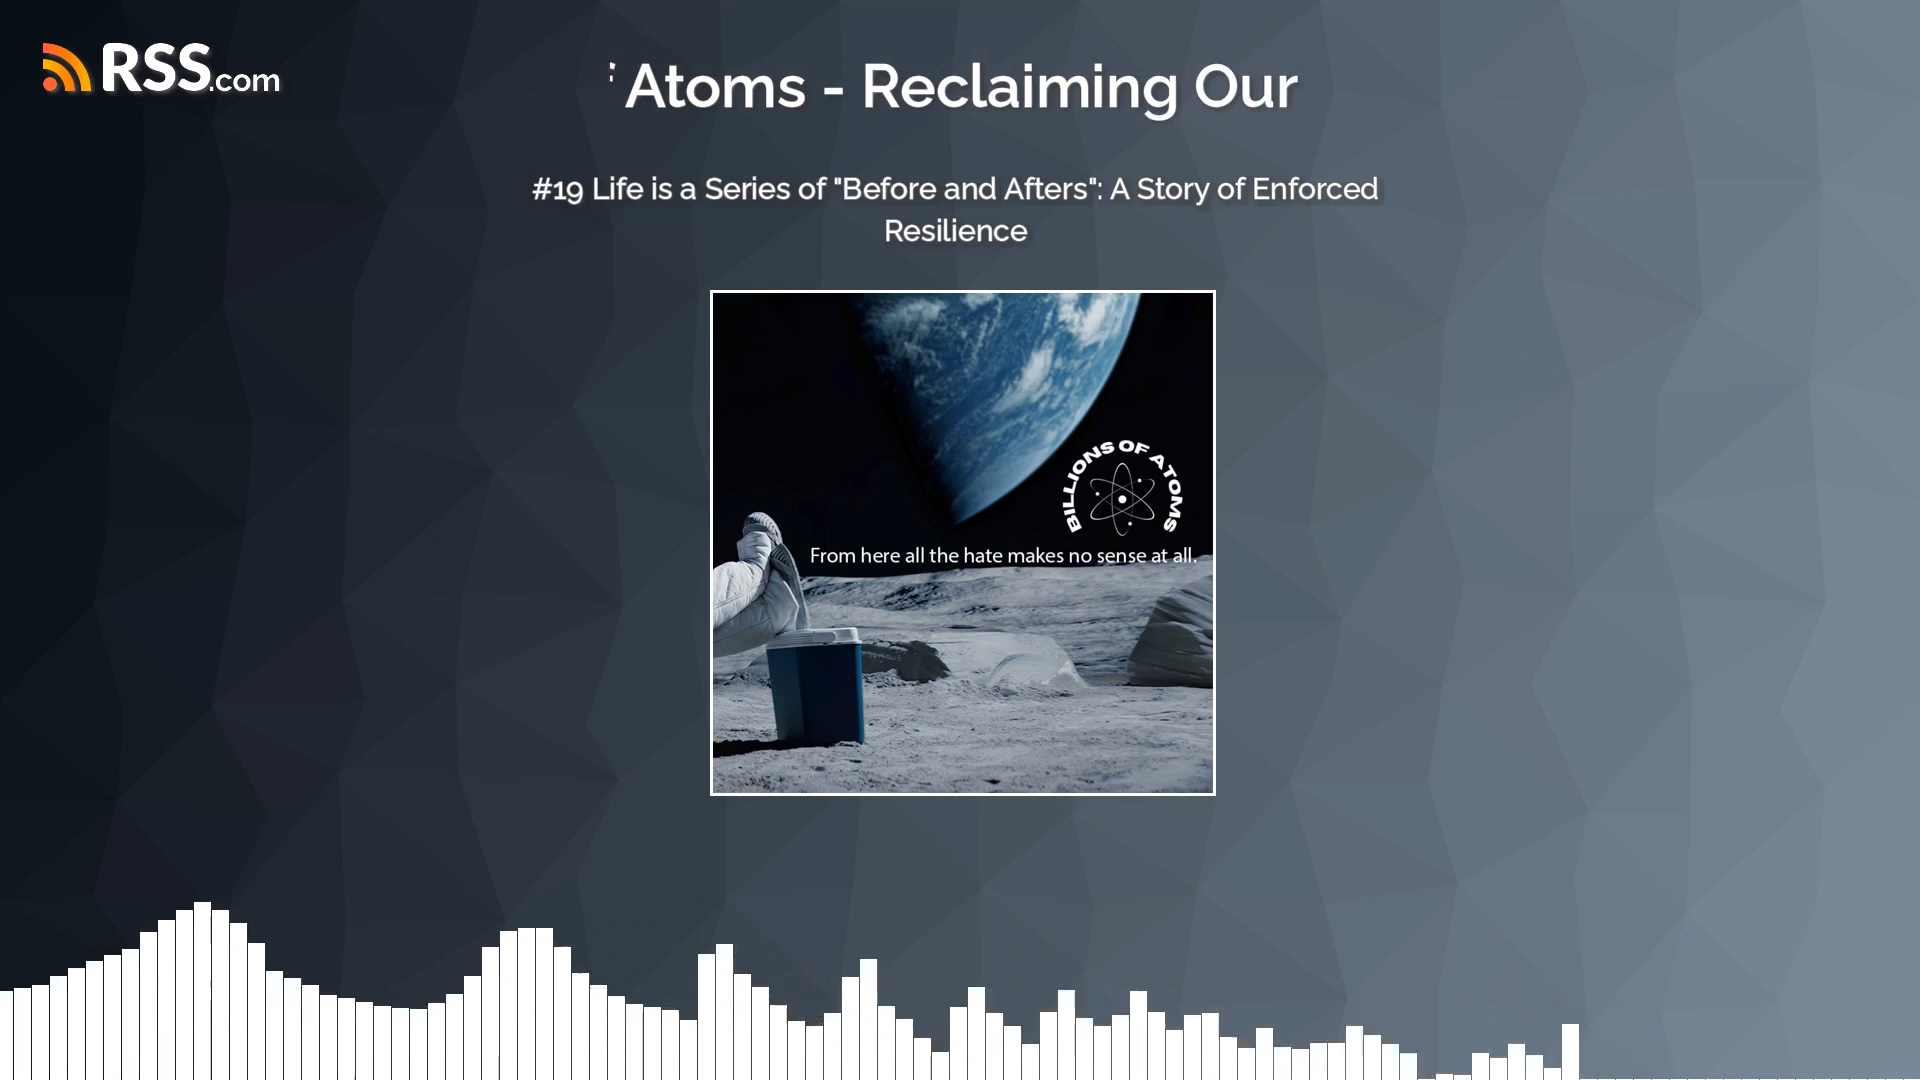 RSS.com
Atoms - Reclaiming Our
#19 Life is a Series of "Before and Afters": A Story of Enforced
Resilience
BILLIONS OF ATOMS
From here all the hate makes no sense at all.